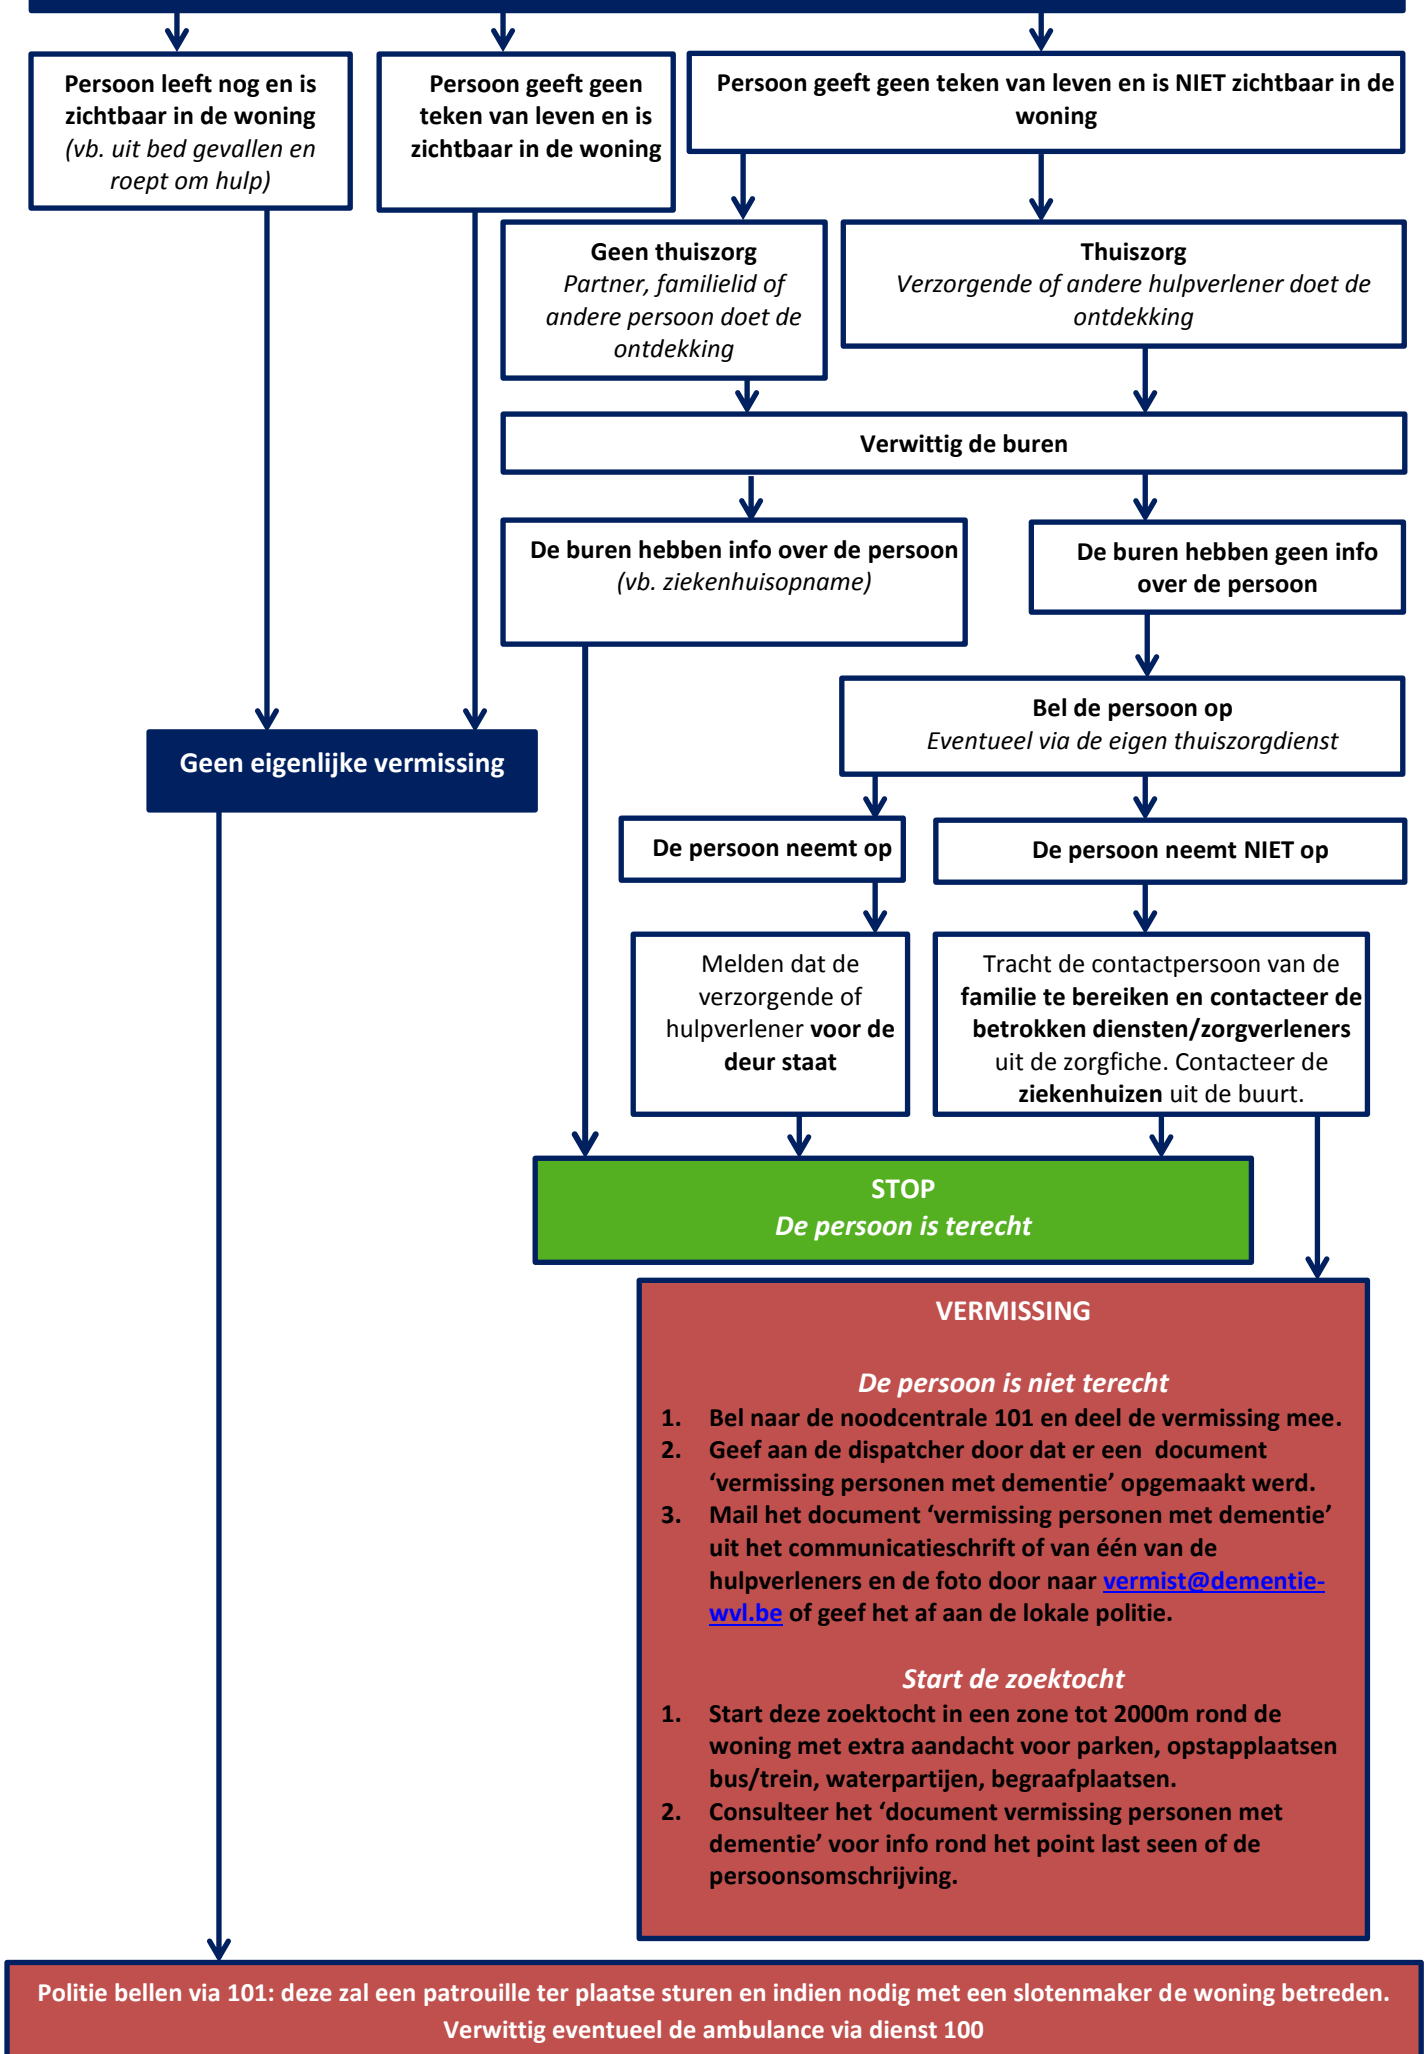 Persoon leeft nog en is
zichtbaar in de woning
(vb. uit bed gevallen en
roept om hulp)
Persoon geeft geen
teken van leven en is
zichtbaar in de woning
Persoon geeft geen teken van leven en is NIET zichtbaar in de
woning
Geen thuiszorg
Partner, familielid of
andere persoon doet de
ontdekking
Thuiszorg
Verzorgende of andere hulpverlener doet de
ontdekking
Verwittig de buren
De buren hebben info over de persoon
(vb. ziekenhuisopname)
De buren hebben geen info
over de persoon
Bel de persoon op
Eventueel via de eigen thuiszorgdienst
Geen eigenlijke vermissing
De persoon neemt op
De persoon neemt NIET op
Melden dat de
verzorgende of
hulpverlener voor de
deur staat
Tracht de contactpersoon van de
familie te bereiken en contacteer de
betrokken diensten/zorgverleners
uit de zorgfiche. Contacteer de
ziekenhuizen uit de buurt.
STOP
De persoon is terecht
VERMISSING
De persoon is niet terecht
1. Bel naar de noodcentrale 101 en deel de vermissing mee.
2. Geef aan de dispatcher door dat er een document
‘vermissing personen met dementie’ opgemaakt werd.
3. Mail het document ‘vermissing personen met dementie’
uit het communicatieschrift of van één van de
hulpverleners en de foto door naar vermist@dementie-
wvl.be of geef het af aan de lokale politie.
Start de zoektocht
1. Start deze zoektocht in een zone tot 2000m rond de
woning met extra aandacht voor parken, opstapplaatsen
bus/trein, waterpartijen, begraafplaatsen.
2. Consulteer het ‘document vermissing personen met
dementie’ voor info rond het point last seen of de
persoonsomschrijving.
Politie bellen via 101: deze zal een patrouille ter plaatse sturen en indien nodig met een slotenmaker de woning betreden.
Verwittig eventueel de ambulance via dienst 100